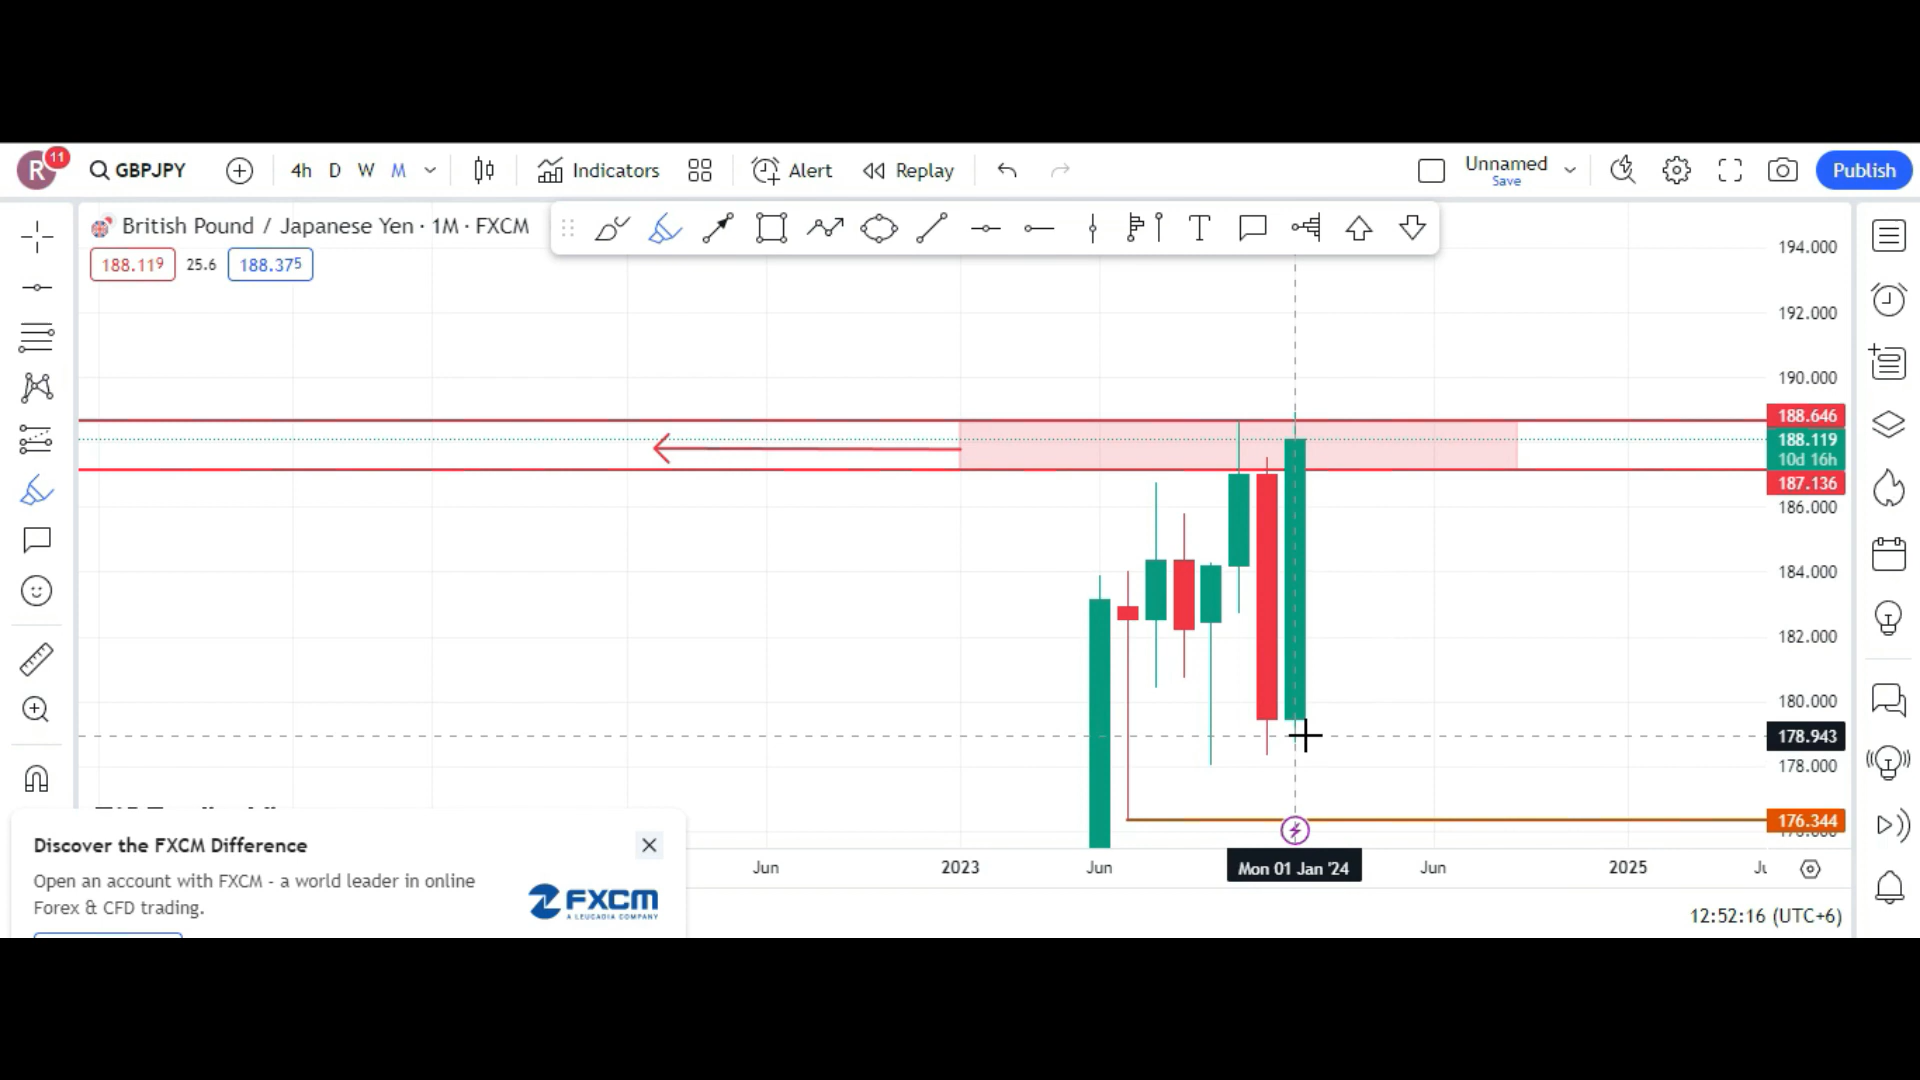 R 11 GBPJPY 4h D W M Indicators Alert Replay Unnamed Save Publish
British Pound / Japanese Yen · 1M · FXCM
188.119 25.6 188.375
194.000
192.000
190.000
188.646
188.119
10d 16h
187.136
186.000
184.000
182.000
180.000
178.943
178.000
176.344
Jun 2023 Jun Mon 01 Jan '24 Jun 2025
12:52:16 (UTC+6)
Discover the FXCM Difference
Open an account with FXCM - a world leader in online
Forex & CFD trading.
FXCM
A LEUCADIA COMPANY